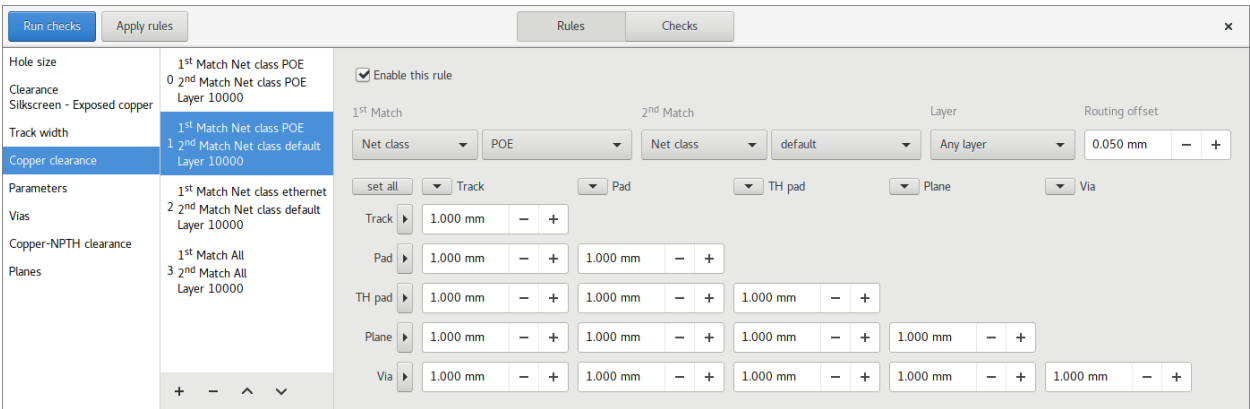 Run checks
Apply rules
Rules
Checks
Hole size
Clearance
Silkscreen - Exposed copper
Track width
Copper clearance
Parameters
Vias
Copper-NPTH clearance
Planes
1st Match Net class POE
0 2nd Match Net class POE
Layer 10000
1st Match Net class POE
1 2nd Match Net class default
Layer 10000
1st Match Net class ethernet
2 2nd Match Net class default
Layer 10000
1st Match All
3 2nd Match All
Layer 10000
Enable this rule
1st Match 2nd Match Layer Routing offset
Net class POE Net class default Any layer 0.050 mm − +
set all Track Pad TH pad Plane Via
Track 1.000 mm − +
Pad 1.000 mm − + 1.000 mm − +
TH pad 1.000 mm − + 1.000 mm − + 1.000 mm − +
Plane 1.000 mm − + 1.000 mm − + 1.000 mm − + 1.000 mm − +
Via 1.000 mm − + 1.000 mm − + 1.000 mm − + 1.000 mm − + 1.000 mm − +